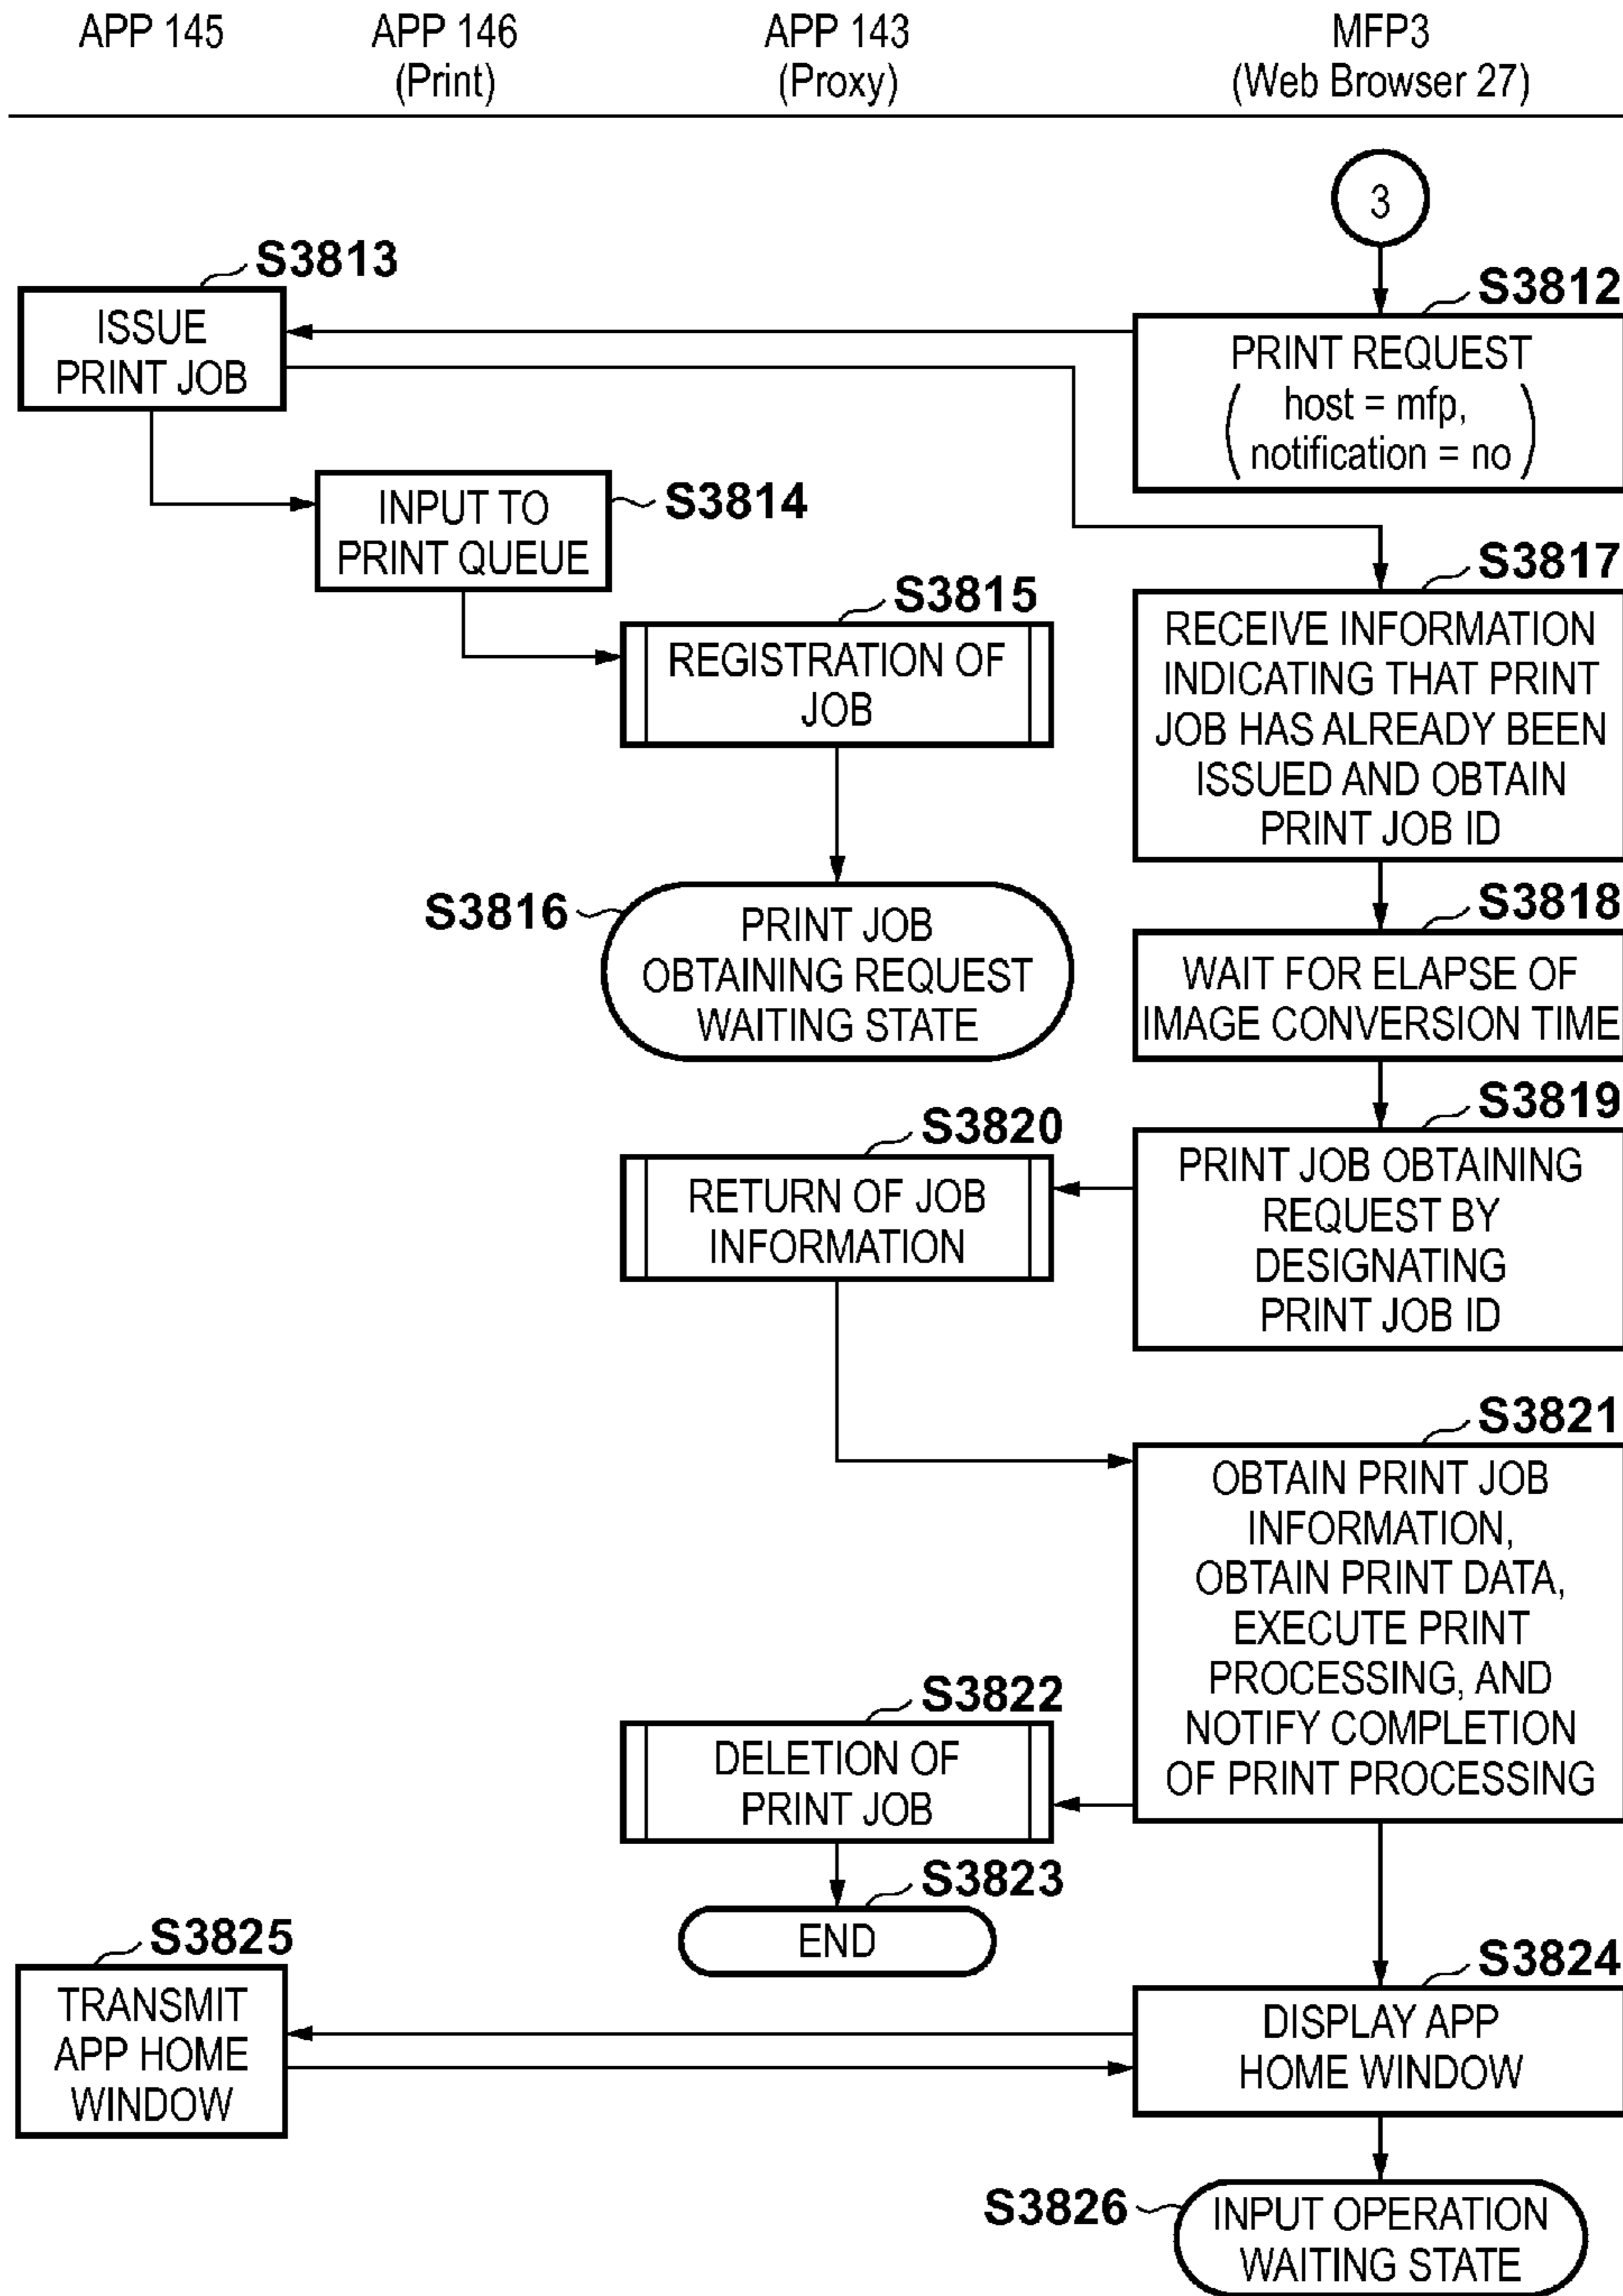 APP 145
APP 146
(Print)
APP 143
(Proxy)
MFP3
(Web Browser 27)
3
S3812
PRINT REQUEST
( host = mfp,
notification = no )
S3813
ISSUE
PRINT JOB
S3814
INPUT TO
PRINT QUEUE
S3815
REGISTRATION OF
JOB
S3816
PRINT JOB
OBTAINING REQUEST
WAITING STATE
S3817
RECEIVE INFORMATION
INDICATING THAT PRINT
JOB HAS ALREADY BEEN
ISSUED AND OBTAIN
PRINT JOB ID
S3818
WAIT FOR ELAPSE OF
IMAGE CONVERSION TIME
S3819
PRINT JOB OBTAINING
REQUEST BY
DESIGNATING
PRINT JOB ID
S3820
RETURN OF JOB
INFORMATION
S3821
OBTAIN PRINT JOB
INFORMATION,
OBTAIN PRINT DATA,
EXECUTE PRINT
PROCESSING, AND
NOTIFY COMPLETION
OF PRINT PROCESSING
S3822
DELETION OF
PRINT JOB
S3823
END
S3824
DISPLAY APP
HOME WINDOW
S3825
TRANSMIT
APP HOME
WINDOW
S3826
INPUT OPERATION
WAITING STATE